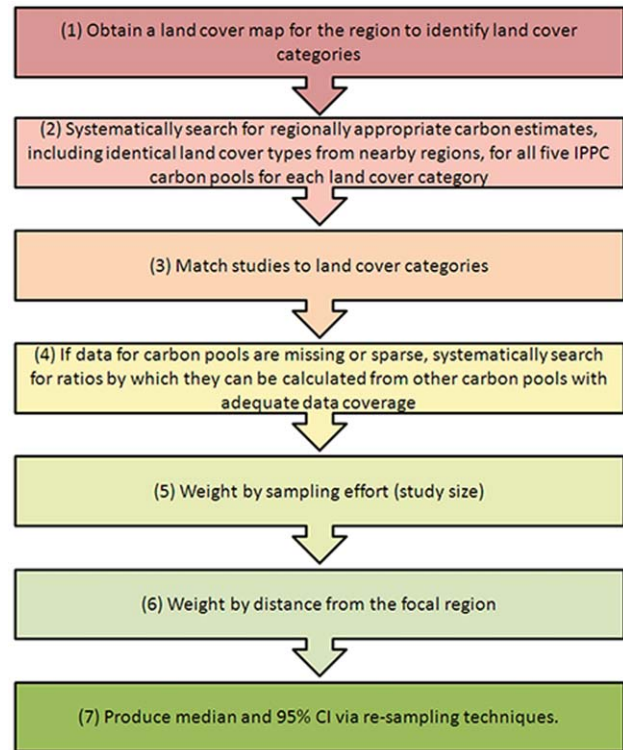 (1) Obtain a land cover map for the region to identify land cover
categories
(2) Systematically search for regionally appropriate carbon estimates,
including identical land cover types from nearby regions, for all five IPPC
carbon pools for each land cover category
(3) Match studies to land cover categories
(4) If data for carbon pools are missing or sparse, systematically search
for ratios by which they can be calculated from other carbon pools with
adequate data coverage
(5) Weight by sampling effort (study size)
(6) Weight by distance from the focal region
(7) Produce median and 95% CI via re-sampling techniques.